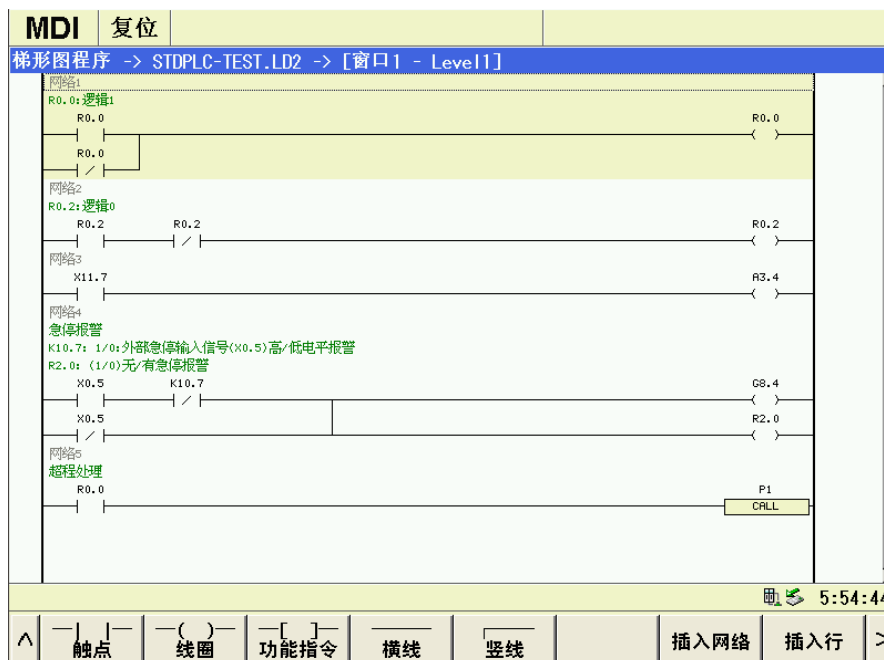 MDI 复位
梯形图程序 -> STDPLC-TEST.LD2 -> [窗口1 - Level1]
网络1
R0.0:逻辑1
R0.0 R0.0
R0.0
网络2
R0.2:逻辑0
R0.2 R0.2 R0.2
网络3
X11.7 A3.4
网络4
急停报警
K10.7: 1/0:外部急停输入信号(X0.5)高/低电平报警
R2.0: (1/0)无/有急停报警
X0.5 K10.7 G8.4
X0.5 R2.0
网络5
超程处理
R0.0 P1
CALL
5:54:44
触点 线圈 功能指令 横线 竖线 插入网络 插入行